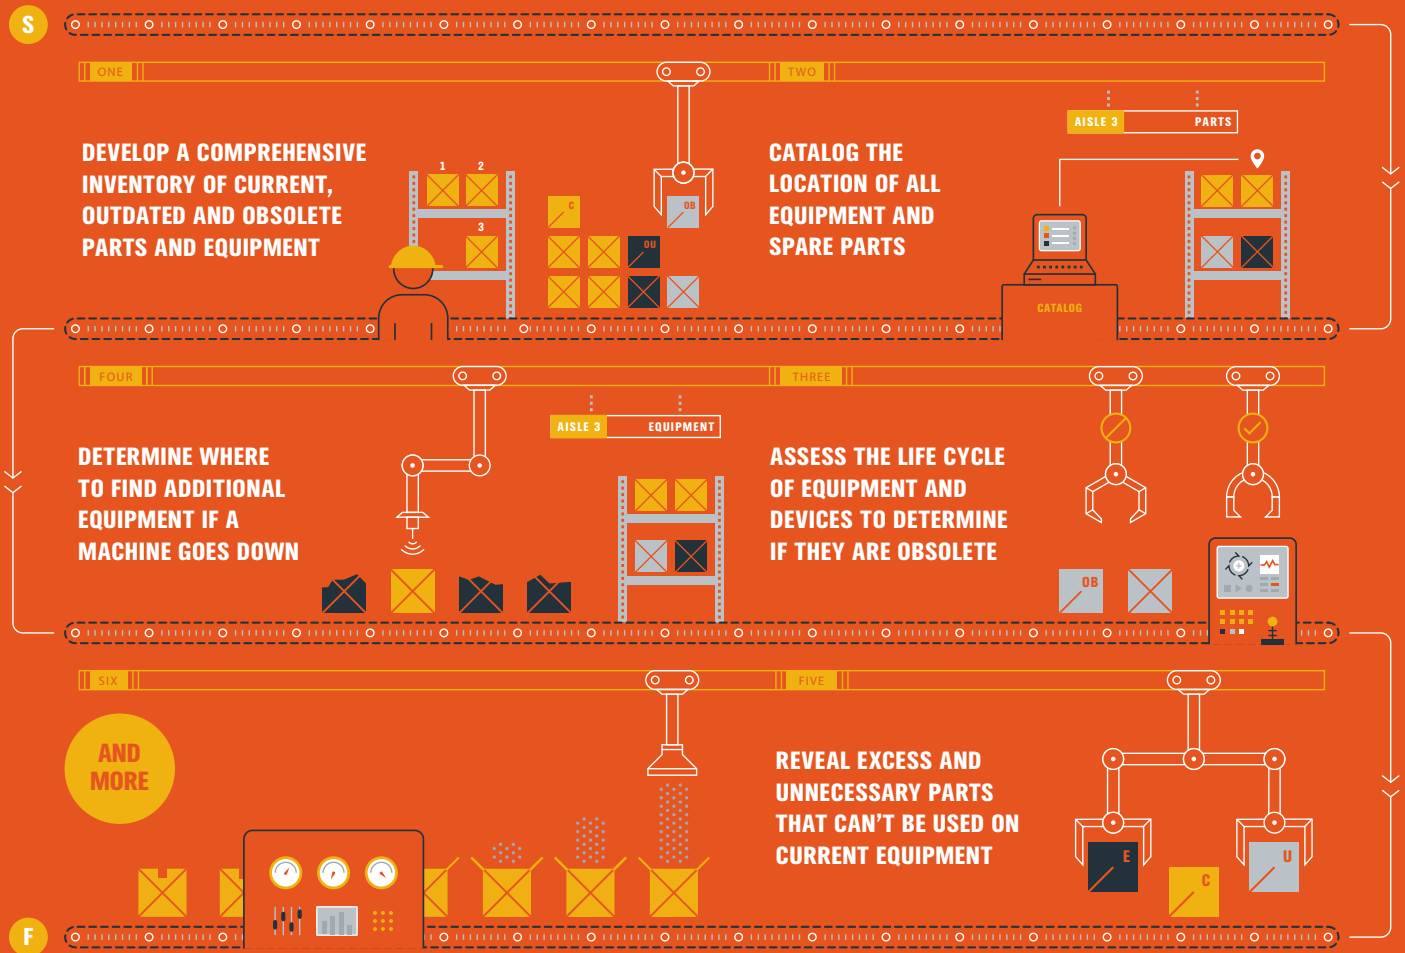 S
ONE
DEVELOP A COMPREHENSIVE
INVENTORY OF CURRENT,
OUTDATED AND OBSOLETE
PARTS AND EQUIPMENT
1
2
3
C
OB
OU
TWO
CATALOG THE
LOCATION OF ALL
EQUIPMENT AND
SPARE PARTS
AISLE 3
PARTS
CATALOG
THREE
ASSESS THE LIFE CYCLE
OF EQUIPMENT AND
DEVICES TO DETERMINE
IF THEY ARE OBSOLETE
OB
FOUR
DETERMINE WHERE
TO FIND ADDITIONAL
EQUIPMENT IF A
MACHINE GOES DOWN
AISLE 3
EQUIPMENT
FIVE
REVEAL EXCESS AND
UNNECESSARY PARTS
THAT CAN'T BE USED ON
CURRENT EQUIPMENT
E
C
U
SIX
AND
MORE
F